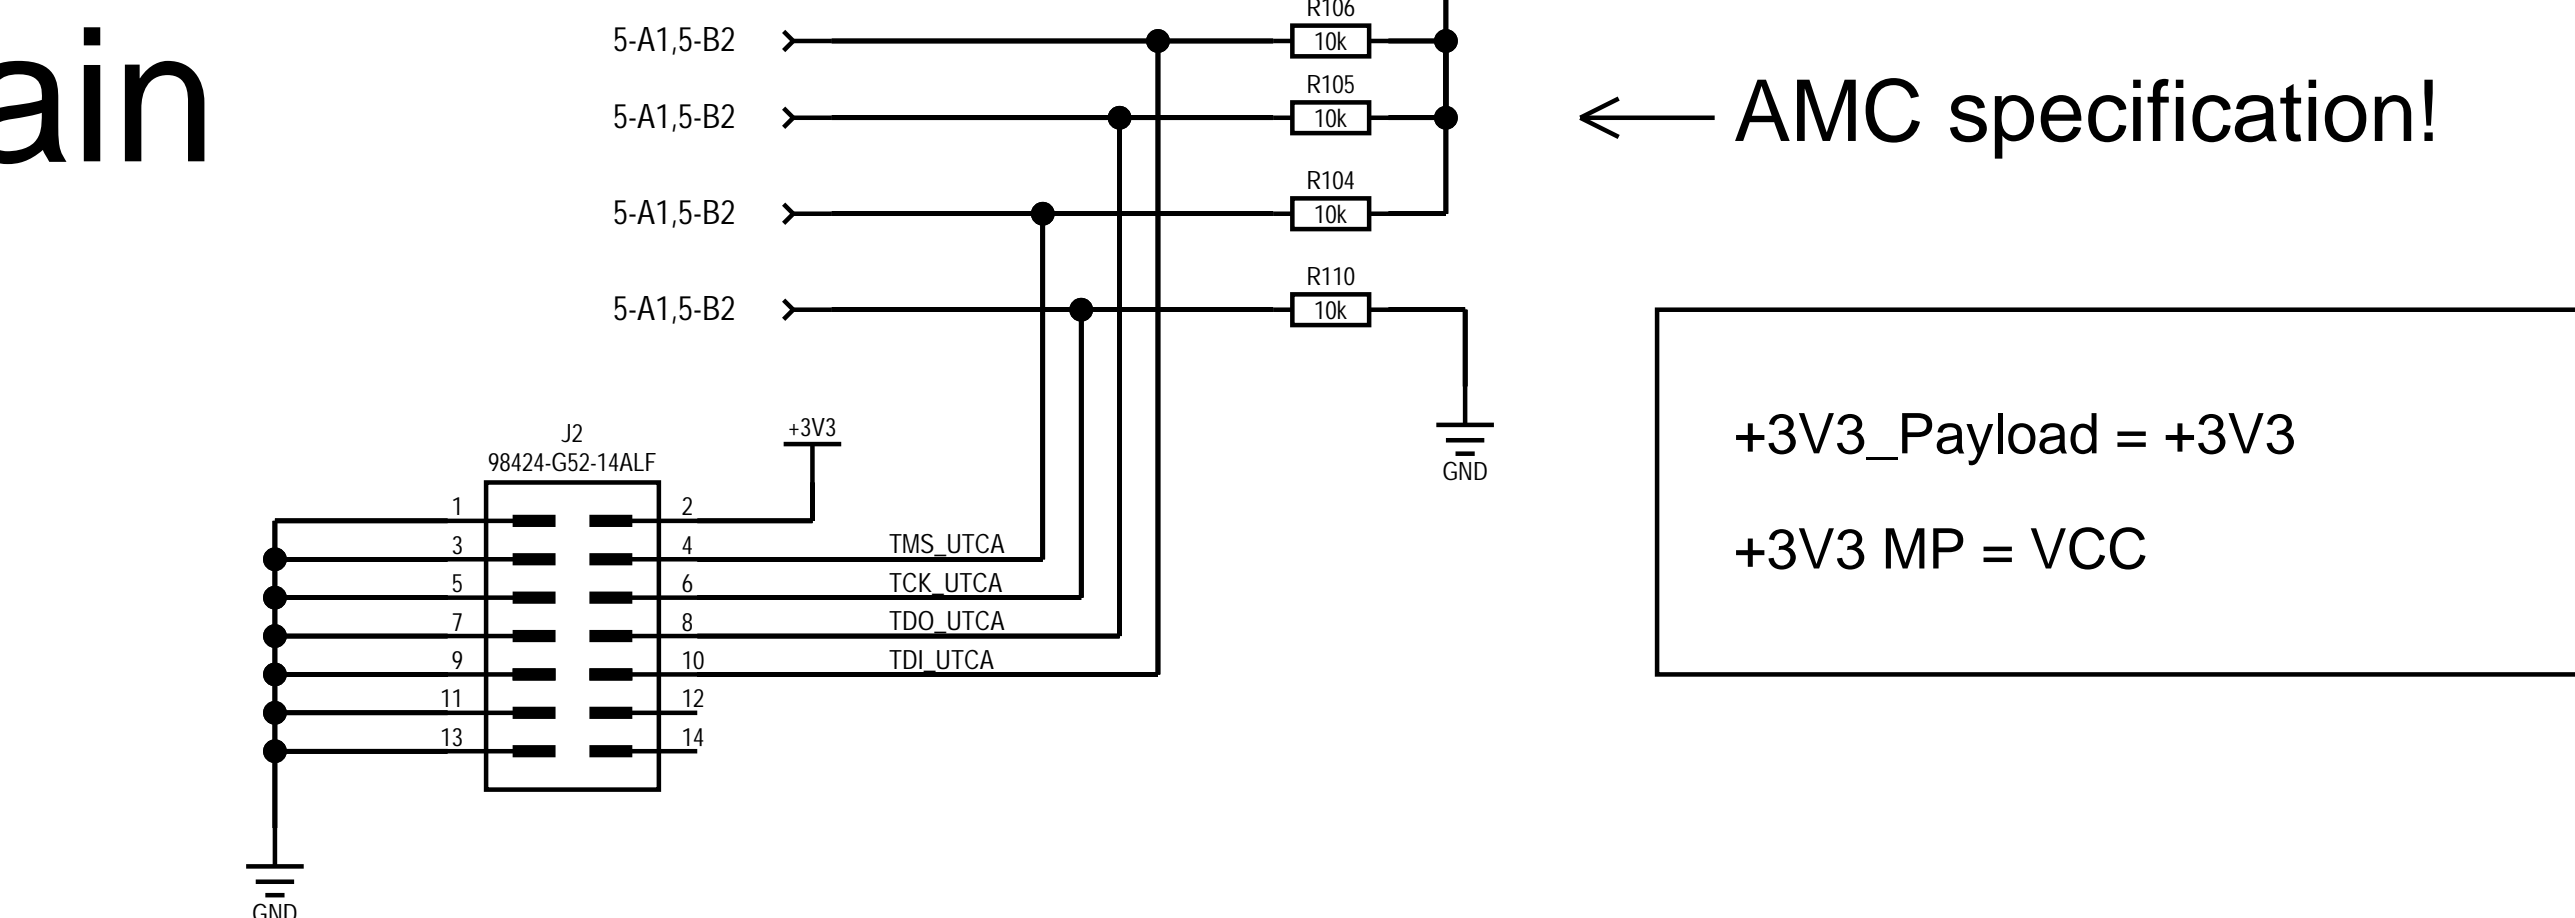 ain
R106
5-A1,5-B2
10k
R105
5-A1,5-B2
10k
AMC specification!
R104
5-A1,5-B2
10k
R110
5-A1,5-B2
10k
GND
+3V3_Payload = +3V3
+3V3 MP = VCC
+3V3
J2
98424-G52-14ALF
1
2
3
4
TMS_UTCA
5
6
TCK_UTCA
7
8
TDO_UTCA
9
10
TDI_UTCA
11
12
13
14
GND